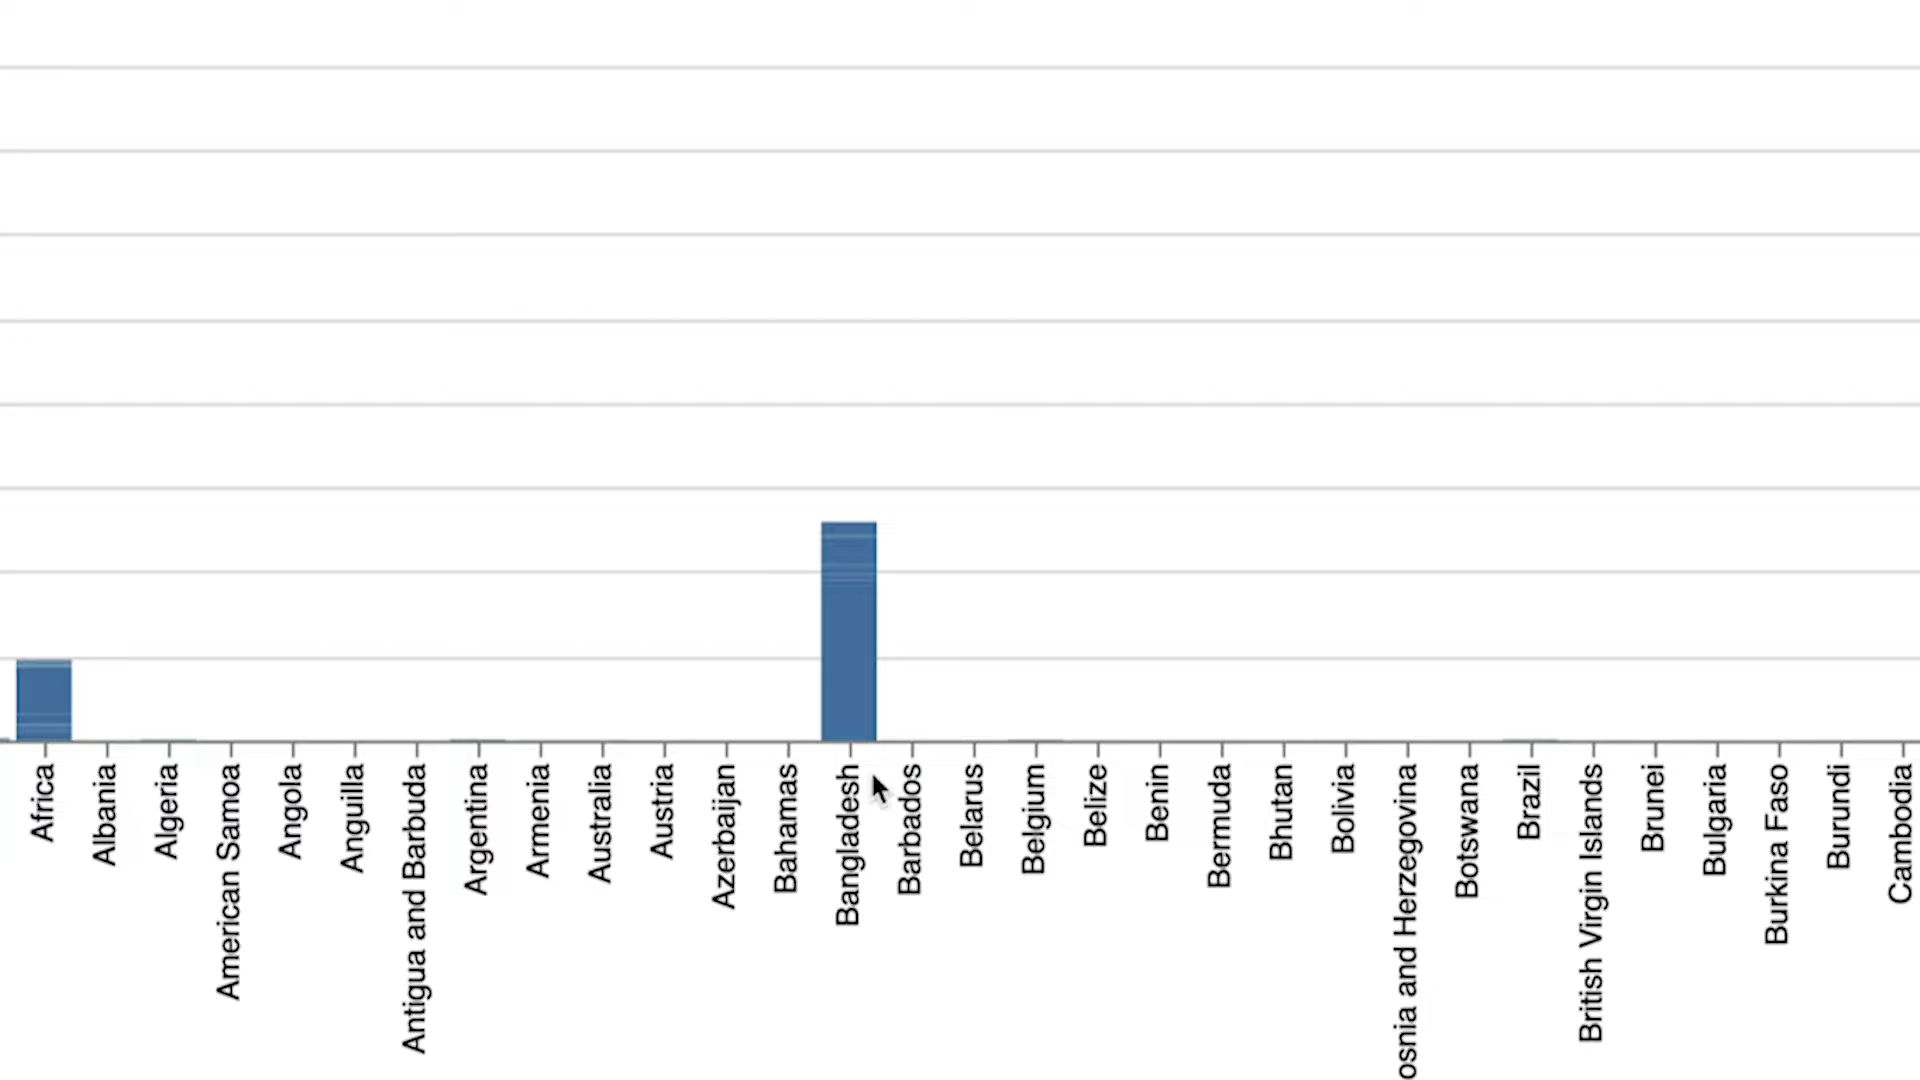 Africa
Albania
Algeria
American Samoa
Angola
Anguilla
Antigua and Barbuda
Argentina
Armenia
Australia
Austria
Azerbaijan
Bahamas
Bangladesh
Barbados
Belarus
Belgium
Belize
Benin
Bermuda
Bhutan
Bolivia
osnia and Herzegovina
Botswana
Brazil
British Virgin Islands
Brunei
Bulgaria
Burkina Faso
Burundi
Cambodia